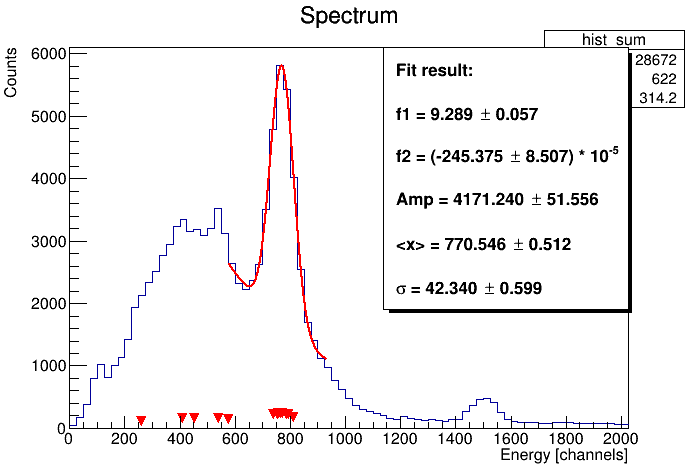 Spectrum
hist_sum
28672
622
314.2
Fit result:
f1 = 9.289 ± 0.057
f2 = (-245.375 ± 8.507) * 10^-5
Amp = 4171.240 ± 51.556
<x> = 770.546 ± 0.512
σ = 42.340 ± 0.599
Counts
6000
5000
4000
3000
2000
1000
0
0 200 400 600 800 1000 1200 1400 1600 1800 2000
Energy [channels]